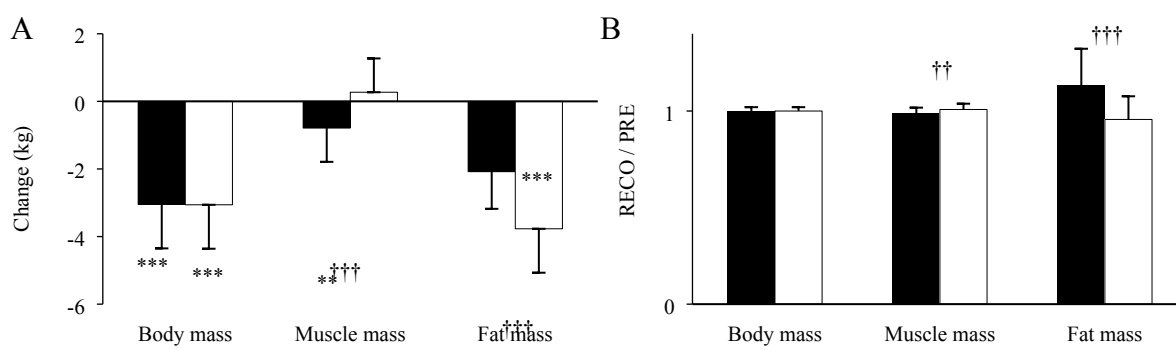 A
Change (kg)
2
0
-2
-4
-6
***
***
**†††
***
†††
Body mass
Muscle mass
Fat mass
B
RECO / PRE
1
0
††
†††
Body mass
Muscle mass
Fat mass